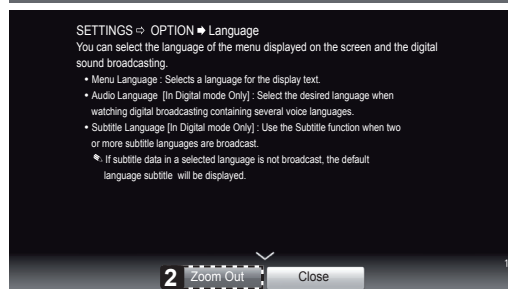 SETTINGS ⇨ OPTION ➡ Language
You can select the language of the menu displayed on the screen and the digital
sound broadcasting.
• Menu Language : Selects a language for the display text.
• Audio Language [In Digital mode Only] : Select the desired language when
watching digital broadcasting containing several voice languages.
• Subtitle Language [In Digital mode Only] : Use the Subtitle function when two
or more subtitle languages are broadcast.
✎ If subtitle data in a selected language is not broadcast, the default
language subtitle will be displayed.
1
2 Zoom Out Close